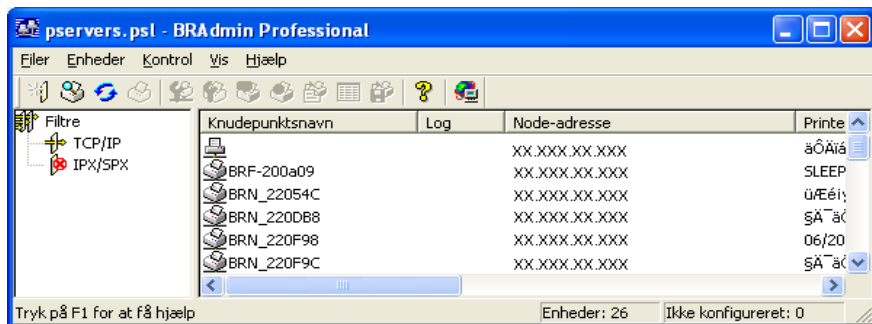 pservers.psl - BRAdmin Professional
Filer Enheder Kontrol Vis Hjælp
Filtre
TCP/IP
IPX/SPX
Knudepunktsnavn Log Node-adresse Printe
XX.XXX.XX.XXX äÔÄïá
BRF-200a09 XX.XXX.XX.XXX SLEEP
BRN_22054C XX.XXX.XX.XXX
BRN_220DB8 XX.XXX.XX.XXX
BRN_220F98 XX.XXX.XX.XXX 06/20
BRN_220F9C XX.XXX.XX.XXX
Tryk på F1 for at få hjælp Enheder: 26 Ikke konfigureret: 0